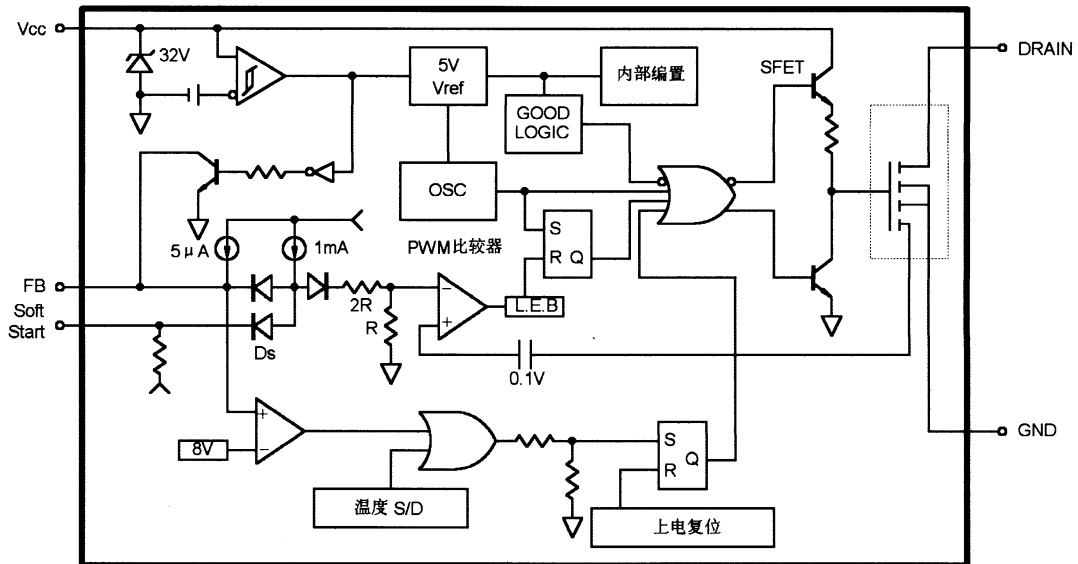 Vcc
32V
5V
Vref
内部编置
SFET
DRAIN
GOOD
LOGIC
OSC
5μA
1mA
PWM比较器
S
R
Q
FB
Soft
Start
2R
R
−
+
L.E.B
Ds
0.1V
+
−
8V
S
R
Q
GND
温度 S/D
上电复位